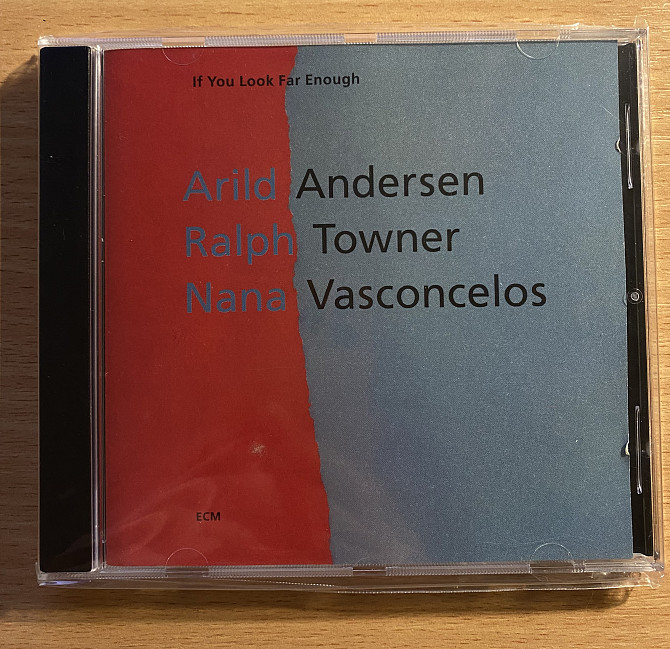 If You Look Far Enough
Arild Andersen
Ralph Towner
Nana Vasconcelos
ECM